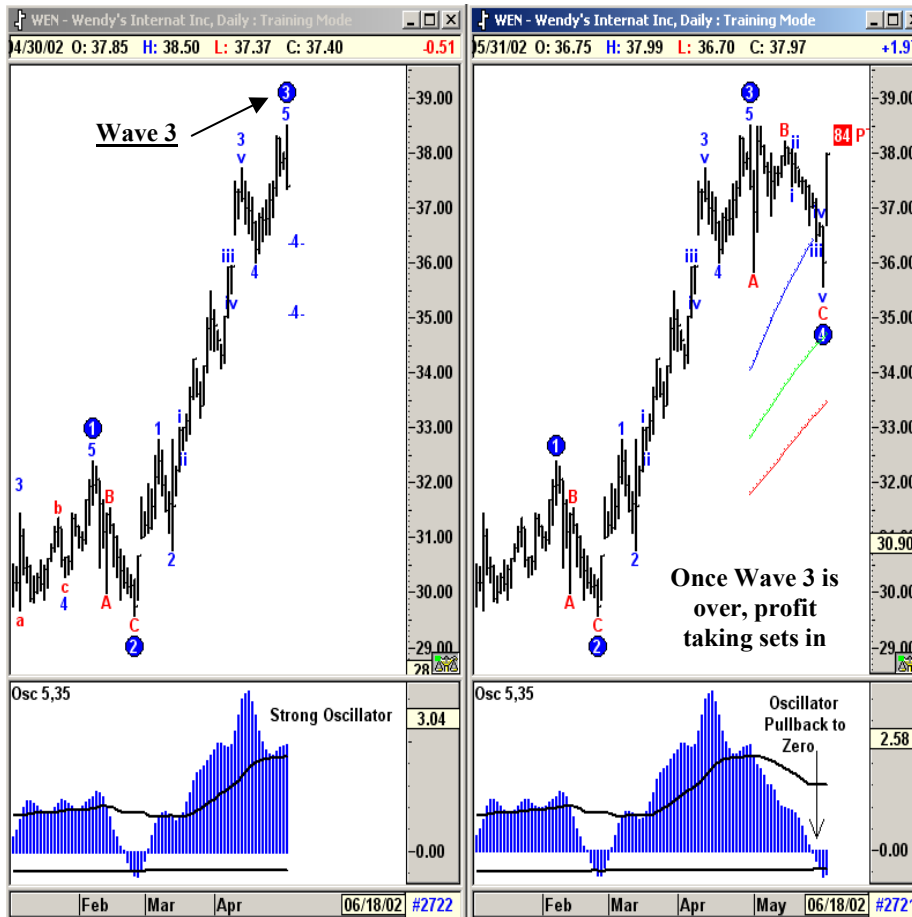 WEN - Wendy's Internat Inc, Daily : Training Mode
04/30/02 O: 37.85 H: 38.50 L: 37.37 C: 37.40 -0.51
3
5
Wave 3
3
v
iii
4
iv
-4-
-4-
1
5
3
b
B
1
i
ii
2
c
4
a
A
C
2
39.00
38.00
37.00
36.00
35.00
34.00
33.00
32.00
31.00
30.00
29.00
28
Osc 5,35
Strong Oscillator
3.04
0.00
Feb Mar Apr 06/18/02 #2722
WEN - Wendy's Internat Inc, Daily : Training Mode
05/31/02 O: 36.75 H: 37.99 L: 36.70 C: 37.97 +1.9
3
5
3
v
B
ii
84 P
i
iv
iii
iii
4
iv
A
v
C
4
1
B
1
i
ii
2
A
C
2
Once Wave 3 is
over, profit
taking sets in
39.00
38.00
37.00
36.00
35.00
34.00
33.00
32.00
30.90
30.00
29.00
Osc 5,35
Oscillator
Pullback to
Zero
2.58
0.00
Feb Mar Apr May 06/18/02 #272